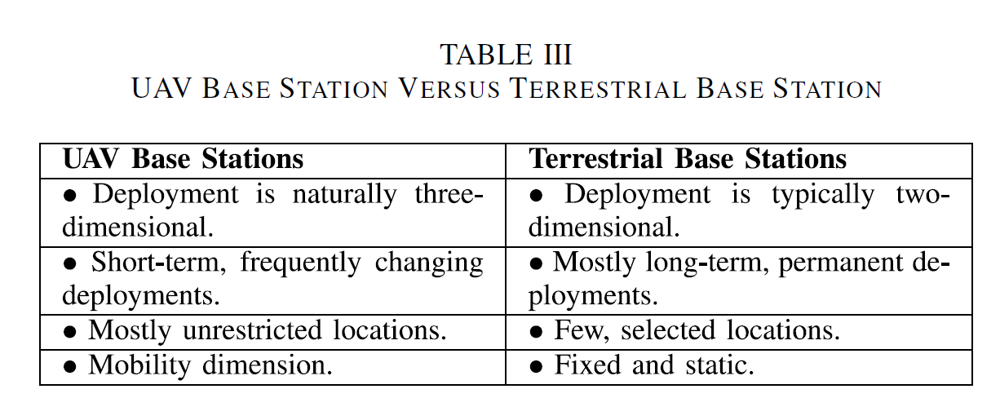 TABLE III
UAV BASE STATION VERSUS TERRESTRIAL BASE STATION
UAV Base Stations
Terrestrial Base Stations
• Deployment is naturally three-
dimensional.
• Deployment is typically two-
dimensional.
• Short-term, frequently changing
deployments.
• Mostly long-term, permanent de-
ployments.
• Mostly unrestricted locations.
• Few, selected locations.
• Mobility dimension.
• Fixed and static.